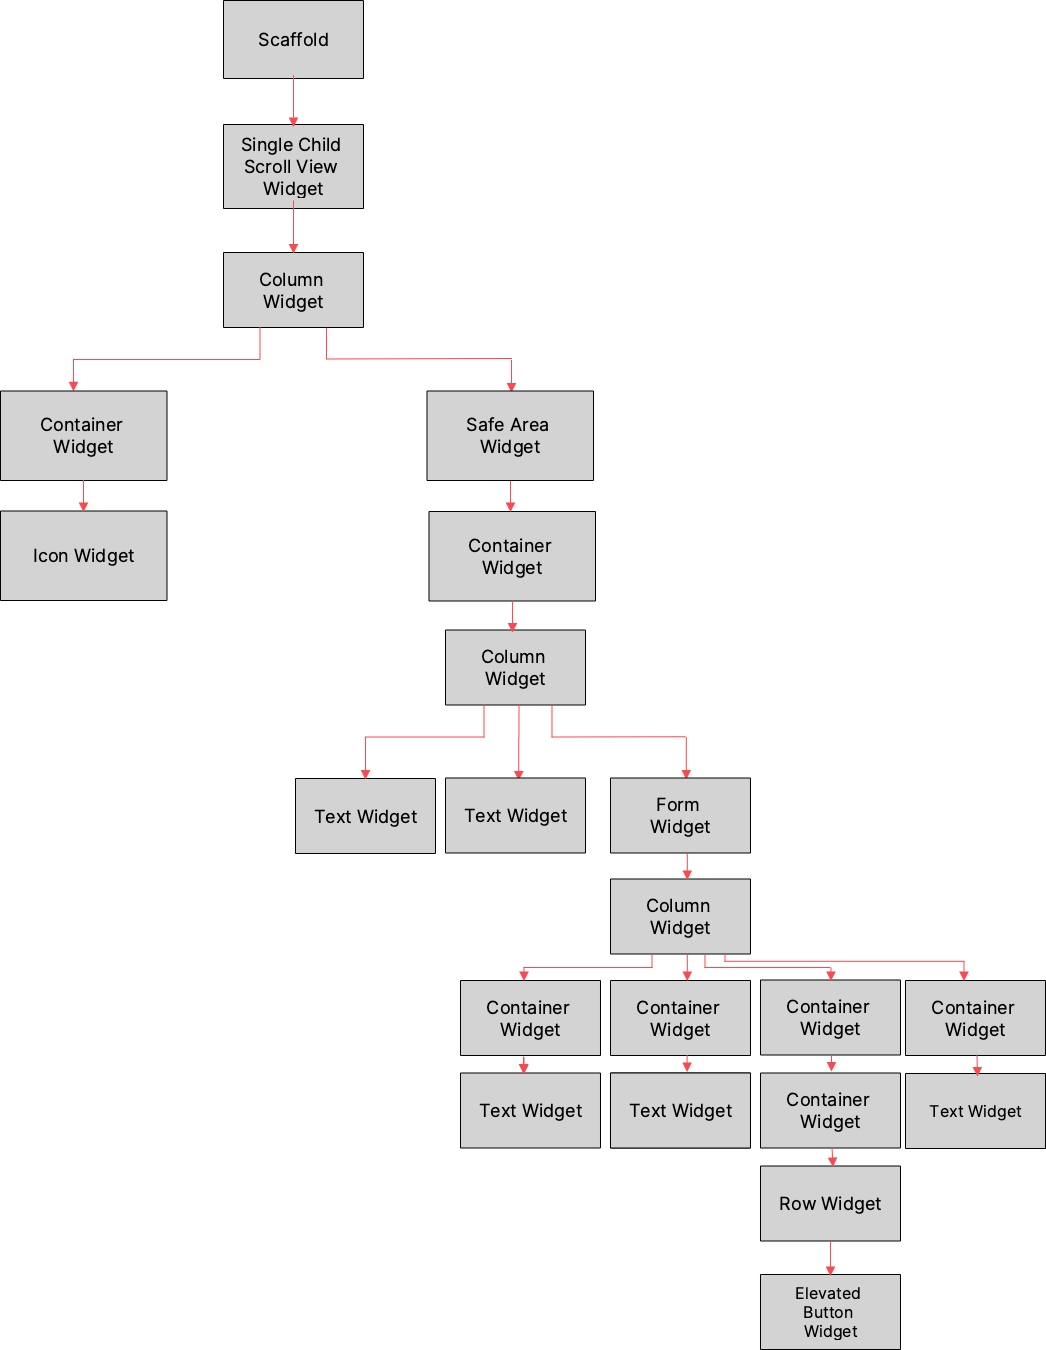 Scaffold
Single Child
Scroll View
Widget
Column
Widget
Container
Widget
Safe Area
Widget
Icon Widget
Container
Widget
Column
Widget
Text Widget
Text Widget
Form
Widget
Column
Widget
Container
Widget
Container
Widget
Container
Widget
Container
Widget
Text Widget
Text Widget
Container
Widget
Text Widget
Row Widget
Elevated
Button
Widget